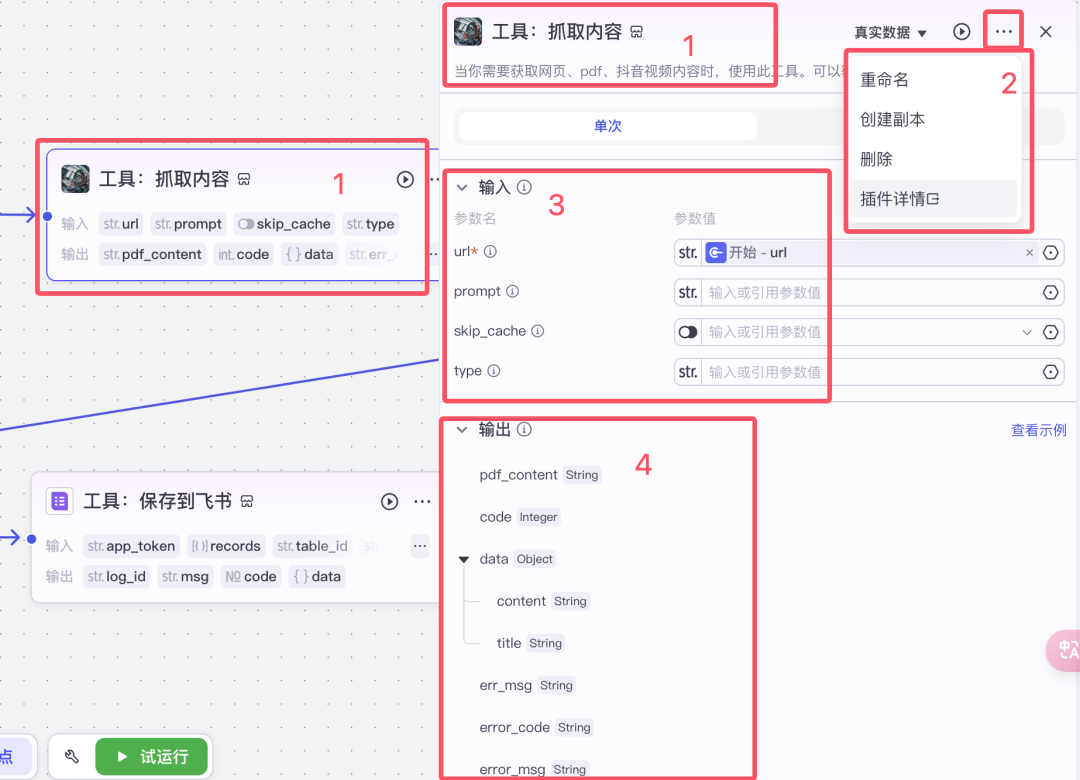 工具：抓取内容
1
输入 str. url str. prompt skip_cache str. type
输出 str. pdf_content int. code { } data str.
工具：保存到飞书
输入 str. app_token [()] records str. table_id str.
输出 str. log_id str. msg NO code { } data
点
试运行
工具：抓取内容
1
真实数据
当你需要获取网页、pdf、抖音视频内容时，使用此工具。可以
重命名
2
创建副本
删除
插件详情
单次
输入
3
参数名 参数值
url* str. 开始 - url
prompt str. 输入或引用参数值
skip_cache 输入或引用参数值
type str. 输入或引用参数值
输出
查看示例
4
pdf_content String
code Integer
data Object
content String
title String
err_msg String
error_code String
error_msg String
中
A